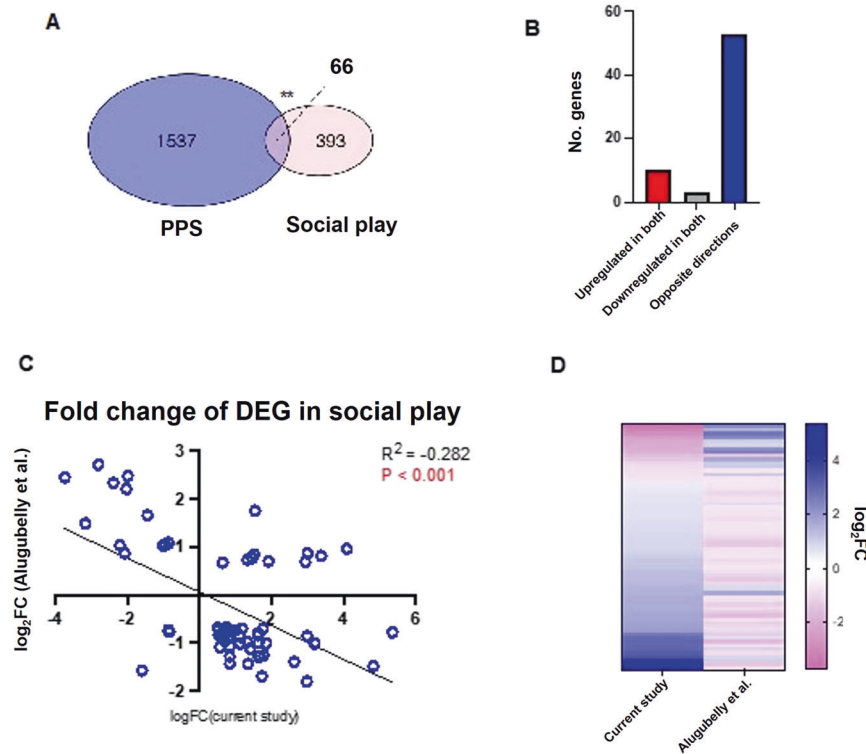 A
66
**
1537
393
PPS
Social play
B
60
40
20
0
No. genes
Upregulated in both
Downregulated in both
Opposite directions
C
Fold change of DEG in social play
R2 = -0.282
P < 0.001
3
2
1
-4
-2
2
4
6
-1
-2
log2FC (Alugubelly et al.)
logFC(current study)
D
4
2
0
-2
log2FC
Current study
Alugubelly et al.